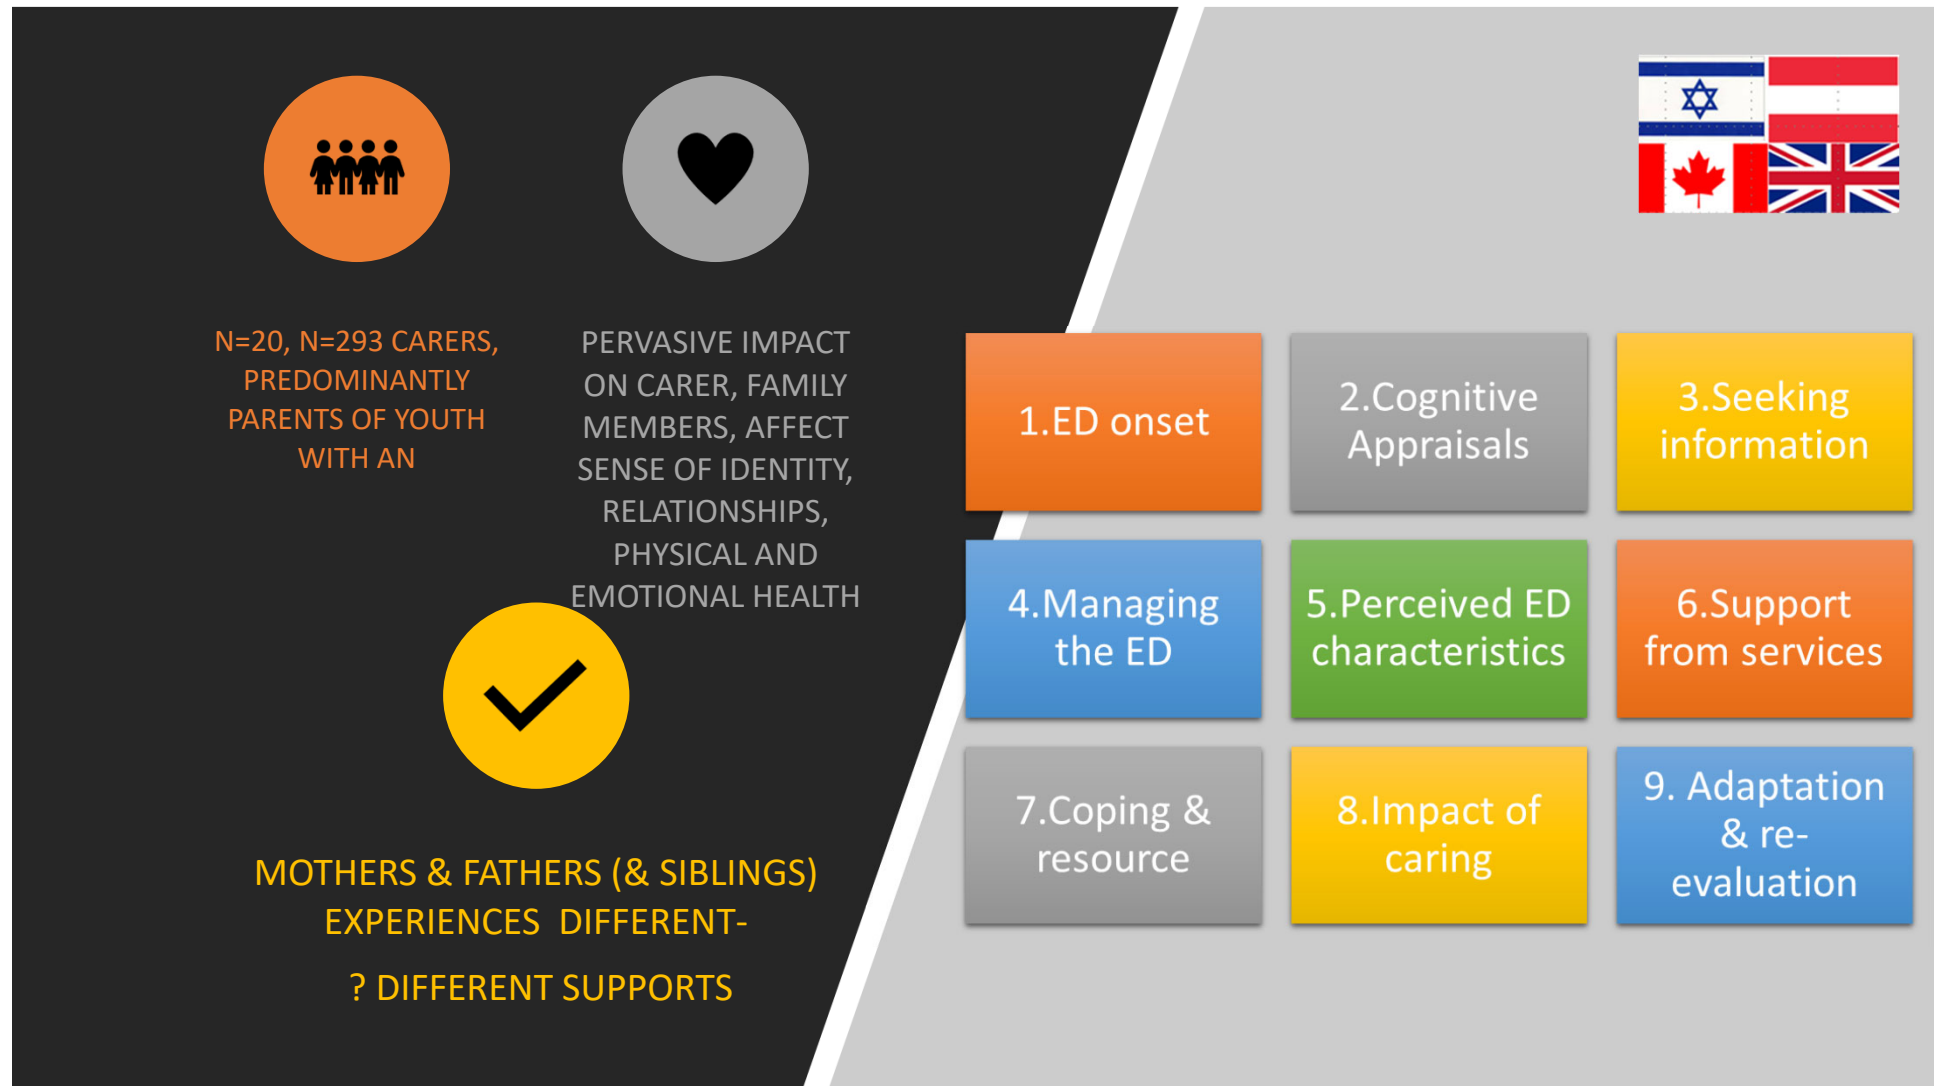 N=20, N=293 CARERS,
PREDOMINANTLY
PARENTS OF YOUTH
WITH AN
PERVASIVE IMPACT
ON CARER, FAMILY
MEMBERS, AFFECT
SENSE OF IDENTITY,
RELATIONSHIPS,
PHYSICAL AND
EMOTIONAL HEALTH
MOTHERS & FATHERS (& SIBLINGS)
EXPERIENCES  DIFFERENT-
? DIFFERENT SUPPORTS
1.ED onset
2.Cognitive
Appraisals
3.Seeking
information
4.Managing
the ED
5.Perceived ED
characteristics
6.Support
from services
7.Coping &
resource
8.Impact of
caring
9. Adaptation
& re-
evaluation